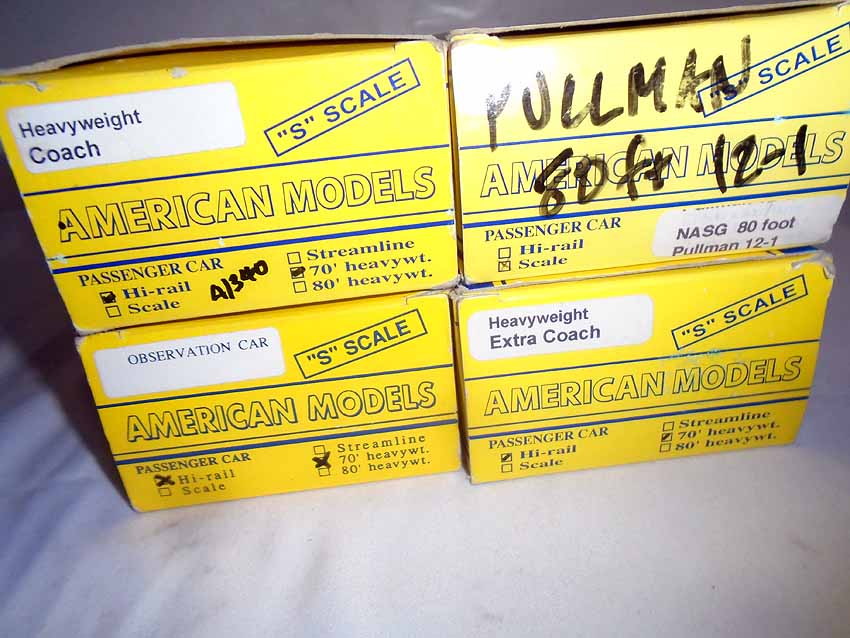 Heavyweight
Coach
"S" SCALE
AMERICAN MODELS
PASSENGER CAR
Hi-rail
Scale
A1340
Streamline
70' heavywt.
80' heavywt.
PULLMAN
"S" SCALE
80 ft 12-1
AMERICAN MODELS
PASSENGER CAR
Hi-rail
Scale
NASG 80 foot
Pullman 12-1
OBSERVATION CAR
"S" SCALE
AMERICAN MODELS
PASSENGER CAR
Hi-rail
Scale
Streamline
70' heavywt.
80' heavywt.
Heavyweight
Extra Coach
"S" SCALE
AMERICAN MODELS
PASSENGER CAR
Hi-rail
Scale
Streamline
70' heavywt.
80' heavywt.